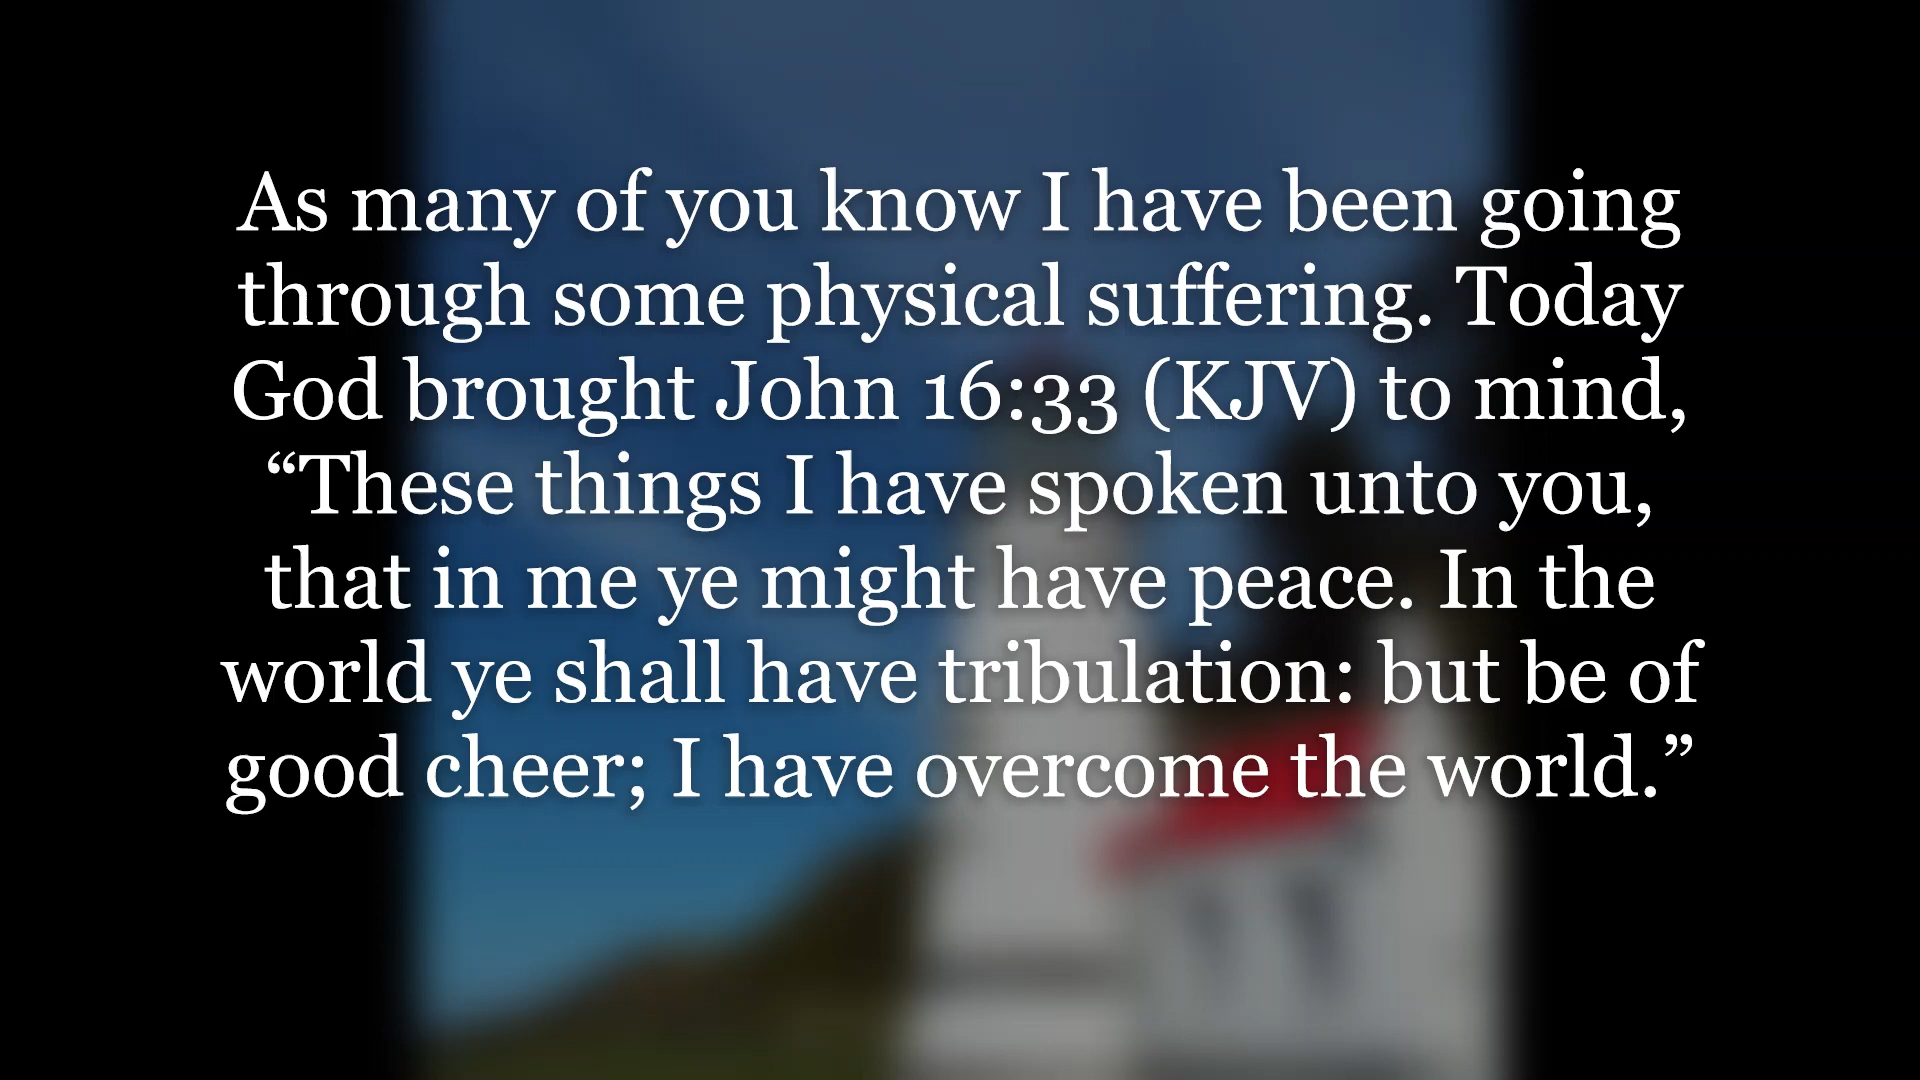 As many of you know I have been going
through some physical suffering. Today
God brought John 16:33 (KJV) to mind,
“These things I have spoken unto you,
that in me ye might have peace. In the
world ye shall have tribulation: but be of
good cheer; I have overcome the world.”